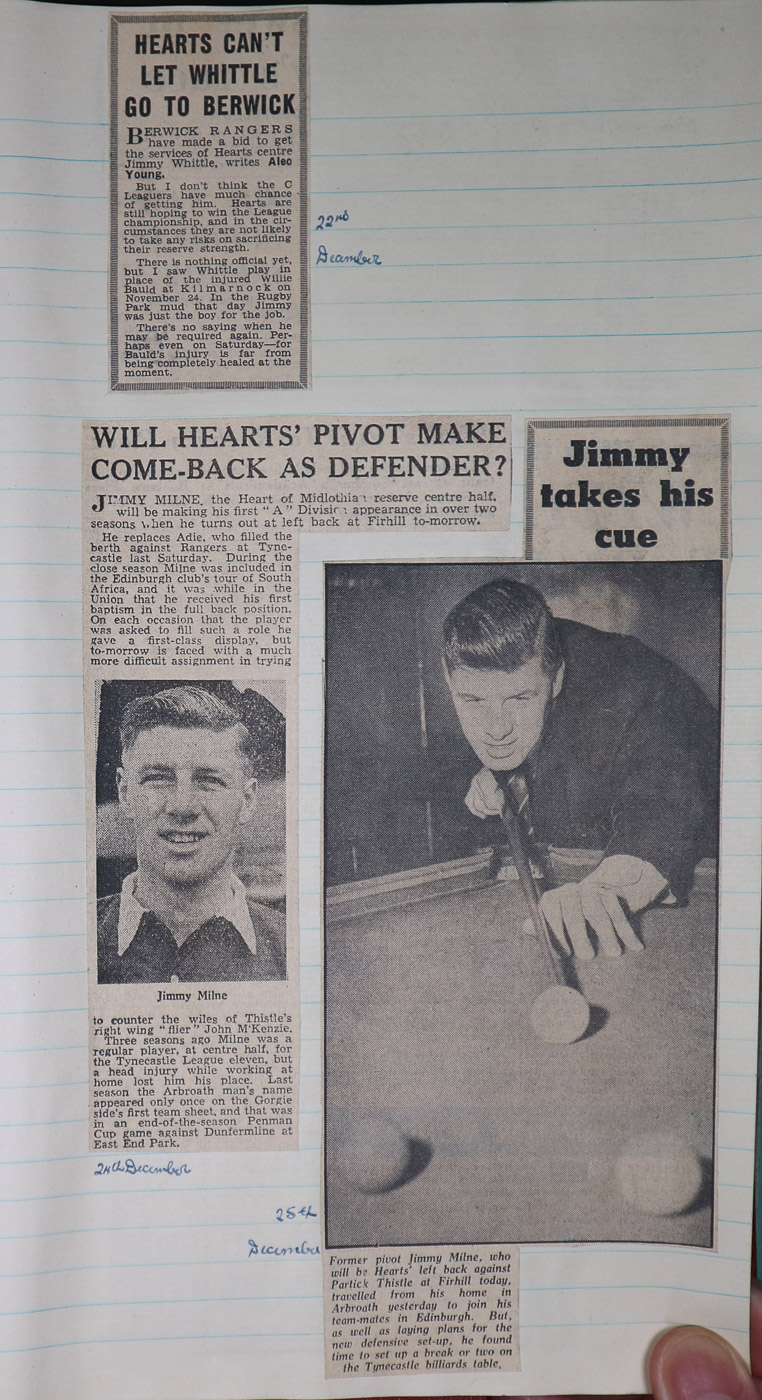 HEARTS CAN'T
LET WHITTLE
GO TO BERWICK
BERWICK RANGERS
have made a bid to get
the services of Hearts centre
Jimmy Whittle, writes Alec
Young.
But I don't think the C
Leaguers have much chance
of getting him. Hearts are
still hoping to win the League
championship, and in the cir-
cumstances they are not likely
to take any risks on sacrificing
their reserve strength.
There is nothing official yet,
but I saw Whittle play in
place of the injured Willie
Bauld at Kilmarnock on
November 24. In the Rugby
Park mud that day Jimmy
was just the boy for the job.
There's no saying when he
may be required again. Per-
haps even on Saturday—for
Bauld's injury is far from
being completely healed at the
moment.
22nd
December
WILL HEARTS' PIVOT MAKE
COME-BACK AS DEFENDER?
JIMMY MILNE, the Heart of Midlothian reserve centre half,
will be making his first "A" Division appearance in over two
seasons when he turns out at left back at Firhill to-morrow.
He replaces Adie, who filled the
berth against Rangers at Tyne-
castle last Saturday. During the
close season Milne was included in
the Edinburgh club's tour of South
Africa, and it was while in the
Union that he received his first
baptism in the full back position.
On each occasion that the player
was asked to fill such a role he
gave a first-class display, but
to-morrow is faced with a much
more difficult assignment in trying
Jimmy Milne
to counter the wiles of Thistle's
right wing "flier" John M'Kenzie.
Three seasons ago Milne was a
regular player, at centre half, for
the Tynecastle League eleven, but
a head injury while working at
home lost him his place. Last
season the Arbroath man's name
appeared only once on the Gorgie
side's first team sheet, and that was
in an end-of-the-season Penman
Cup game against Dunfermline at
East End Park.
24th December
Jimmy
takes his
cue
25th
December
Former pivot Jimmy Milne, who
will be Hearts' left back against
Partick Thistle at Firhill today,
travelled from his home in
Arbroath yesterday to join his
team-mates in Edinburgh. But,
as well as laying plans for the
new defensive set-up, he found
time to set up a break or two on
the Tynecastle billiards table.